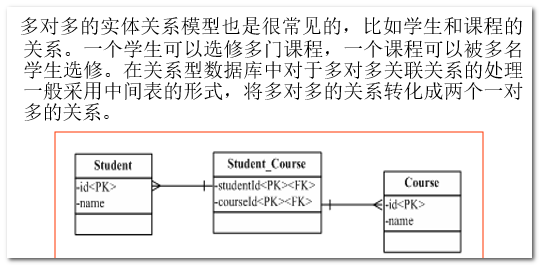 多对多的实体关系模型也是很常见的，比如学生和课程的
关系。一个学生可以选修多门课程，一个课程可以被多名
学生选修。在关系型数据库中对于多对多关联关系的处理
一般采用中间表的形式，将多对多的关系转化成两个一对
多的关系。
Student
-id<PK>
-name
Student_Course
-studentId<PK><FK>
-courseId<PK><FK>
Course
-id<PK>
-name